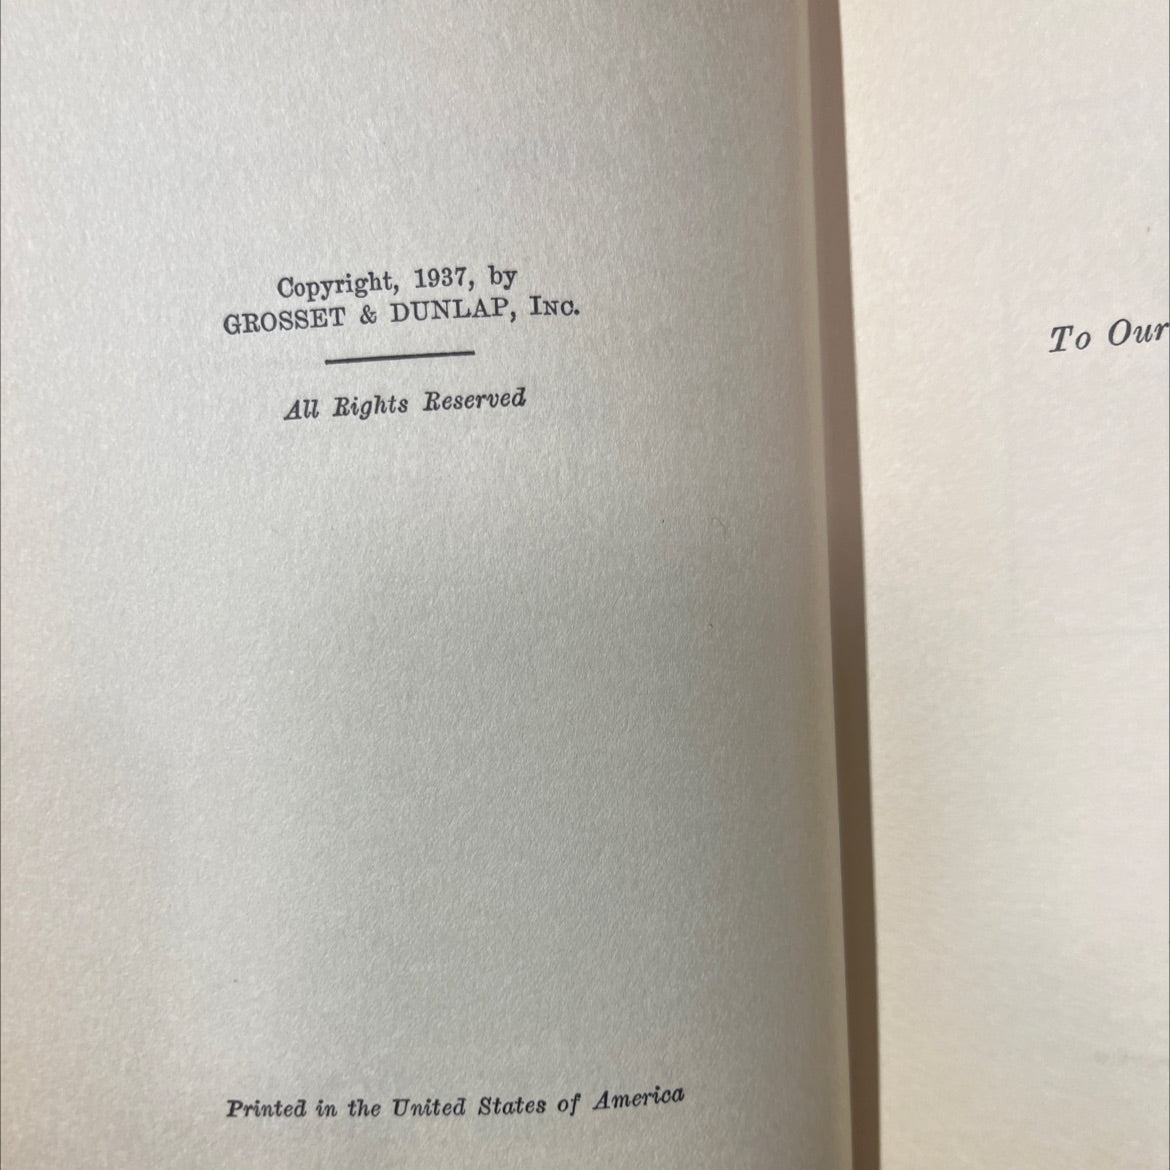 Copyright, 1937, by
GROSSET & DUNLAP, INC.
All Rights Reserved
Printed in the United States of America
To Our